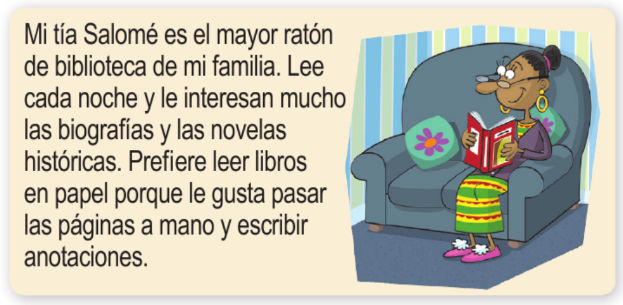 Mi tía Salomé es el mayor ratón
de biblioteca de mi familia. Lee
cada noche y le interesan mucho
las biografías y las novelas
históricas. Prefiere leer libros
en papel porque le gusta pasar
las páginas a mano y escribir
anotaciones.